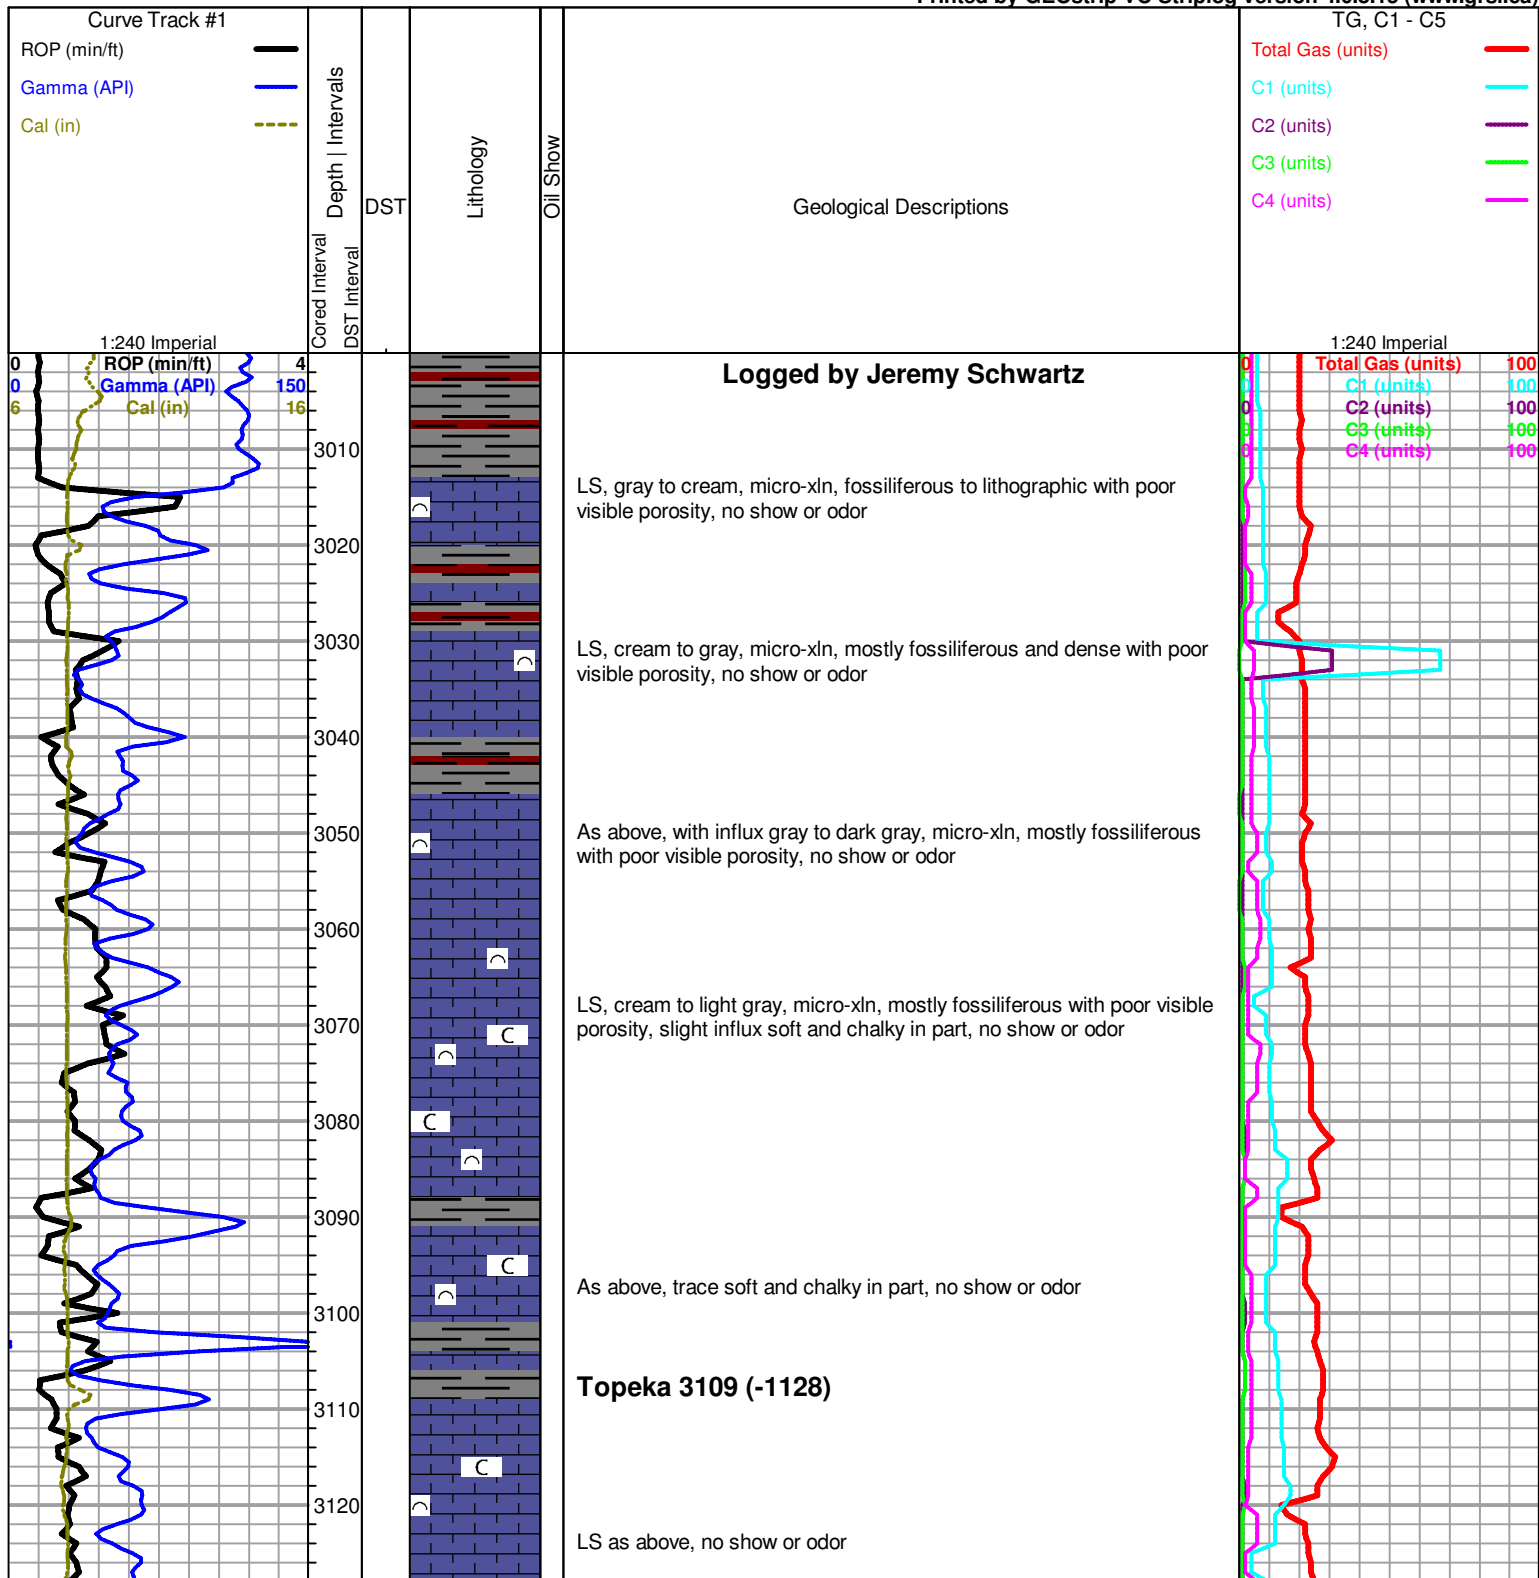 Curve Track #1
ROP (min/ft)
Gamma (API)
Cal (in)
1:240 Imperial
Depth | Intervals
Cored Interval
DST Interval
DST
Lithology
Oil Show
Geological Descriptions
TG, C1 - C5
Total Gas (units)
C1 (units)
C2 (units)
C3 (units)
C4 (units)
1:240 Imperial
0 ROP (min/ft) 4
0 Gamma (API) 150
6 Cal (in) 16
Logged by Jeremy Schwartz
0 Total Gas (units) 100
0 C1 (units) 100
0 C2 (units) 100
0 C3 (units) 100
0 C4 (units) 100
3010
LS, gray to cream, micro-xln, fossiliferous to lithographic with poor
visible porosity, no show or odor
3020
3030
LS, cream to gray, micro-xln, mostly fossiliferous and dense with poor
visible porosity, no show or odor
3040
3050
As above, with influx gray to dark gray, micro-xln, mostly fossiliferous
with poor visible porosity, no show or odor
3060
LS, cream to light gray, micro-xln, mostly fossiliferous with poor visible
porosity, slight influx soft and chalky in part, no show or odor
3070
C
3080
C
3090
C
As above, trace soft and chalky in part, no show or odor
3100
Topeka 3109 (-1128)
3110
C
3120
LS as above, no show or odor